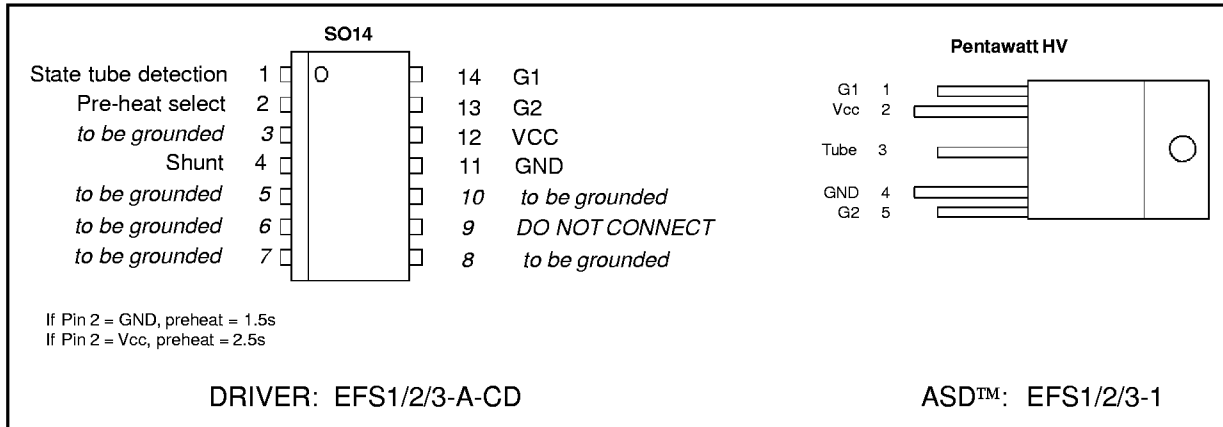 SO14
State tube detection 1
Pre-heat select 2
to be grounded 3
Shunt 4
to be grounded 5
to be grounded 6
to be grounded 7
14 G1
13 G2
12 VCC
11 GND
10 to be grounded
9 DO NOT CONNECT
8 to be grounded
If Pin 2 = GND, preheat = 1.5s
If Pin 2 = Vcc, preheat = 2.5s
DRIVER: EFS1/2/3-A-CD
Pentawatt HV
G1 1
Vcc 2
Tube 3
GND 4
G2 5
ASD™: EFS1/2/3-1